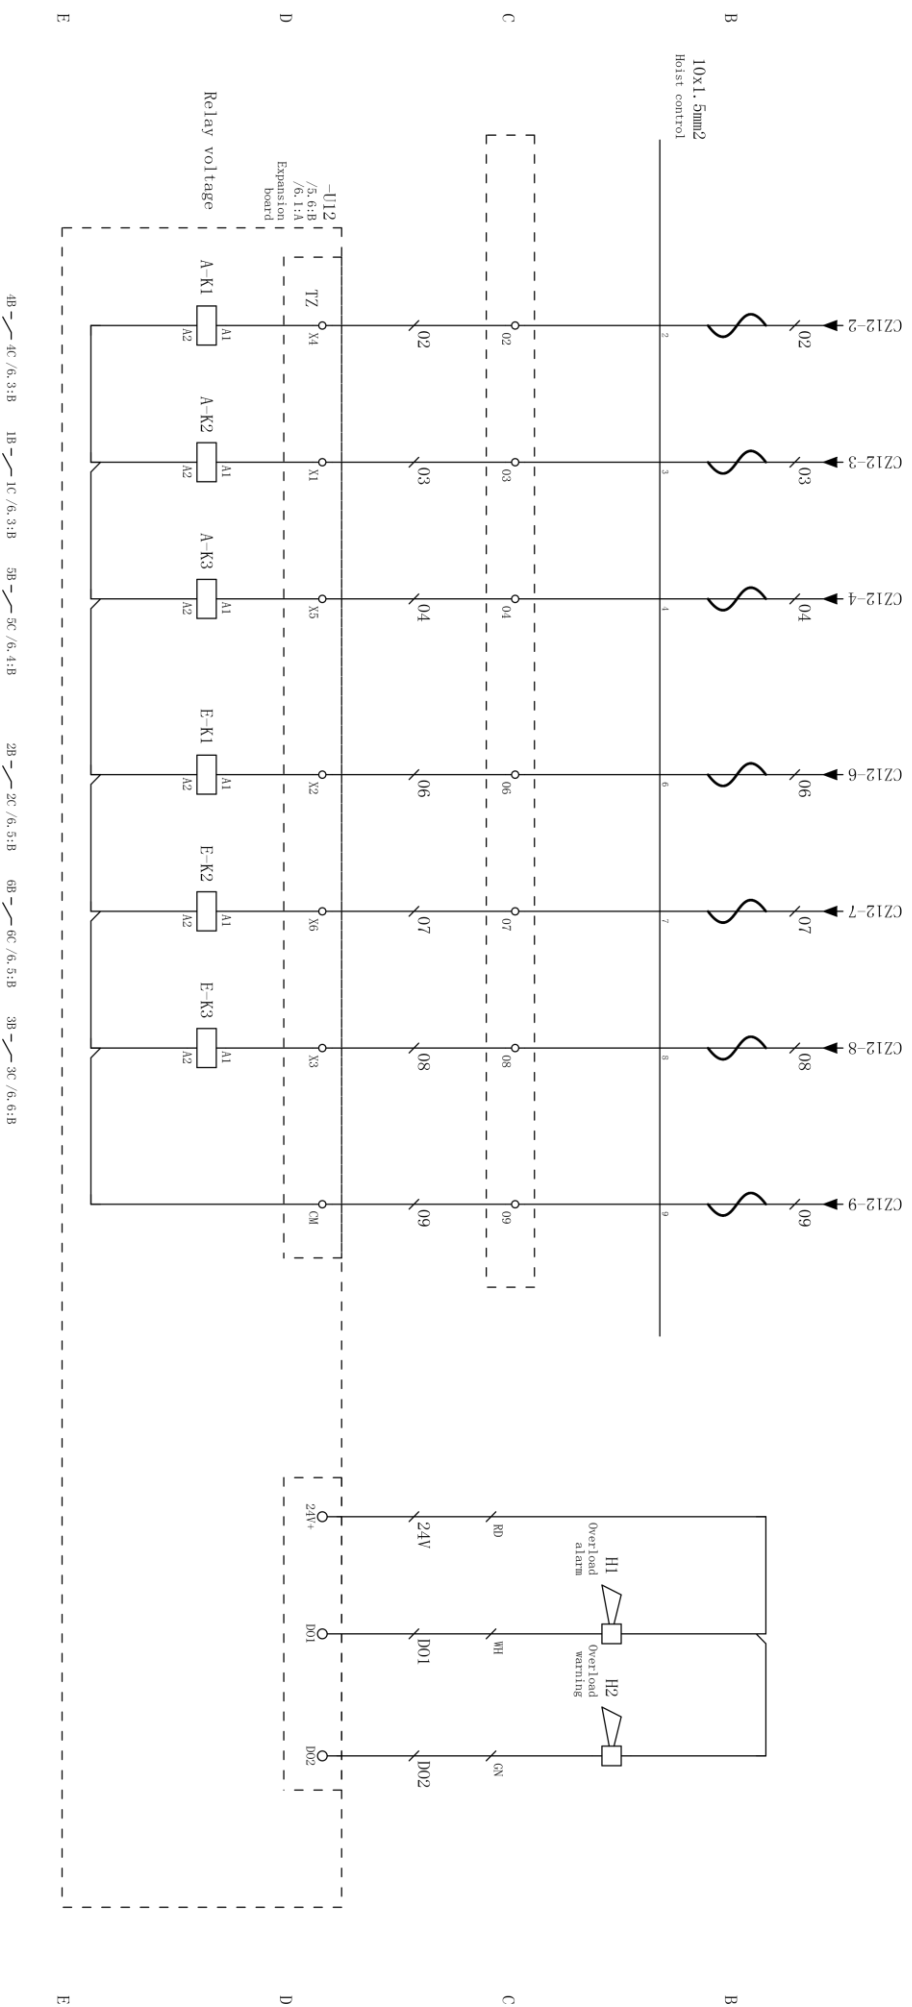 B
C
D
E
CZ12-2
CZ12-3
CZ12-4
CZ12-6
CZ12-7
CZ12-8
CZ12-9
02
03
04
06
07
08
09
10x1.5mm2
Hoist control
2
3
4
6
7
8
9
02
03
04
06
07
08
09
02
03
04
06
07
08
09
-U12
/5.6:B
/6.1:A
Expansion
board
TZ
X4
X1
X5
X2
X6
X3
CM
Relay voltage
A-K1
A1
A2
A-K2
A1
A2
A-K3
A1
A2
E-K1
A1
A2
E-K2
A1
A2
E-K3
A1
A2
4B
4C /6.3:B
1B
1C /6.3:B
5B
5C /6.4:B
2B
2C /6.5:B
6B
6C /6.5:B
3B
3C /6.6:B
H1
Overload
alarm
H2
Overload
warning
RD
WH
GN
24V
DO1
DO2
24V+
DO1
DO2
B
C
D
E